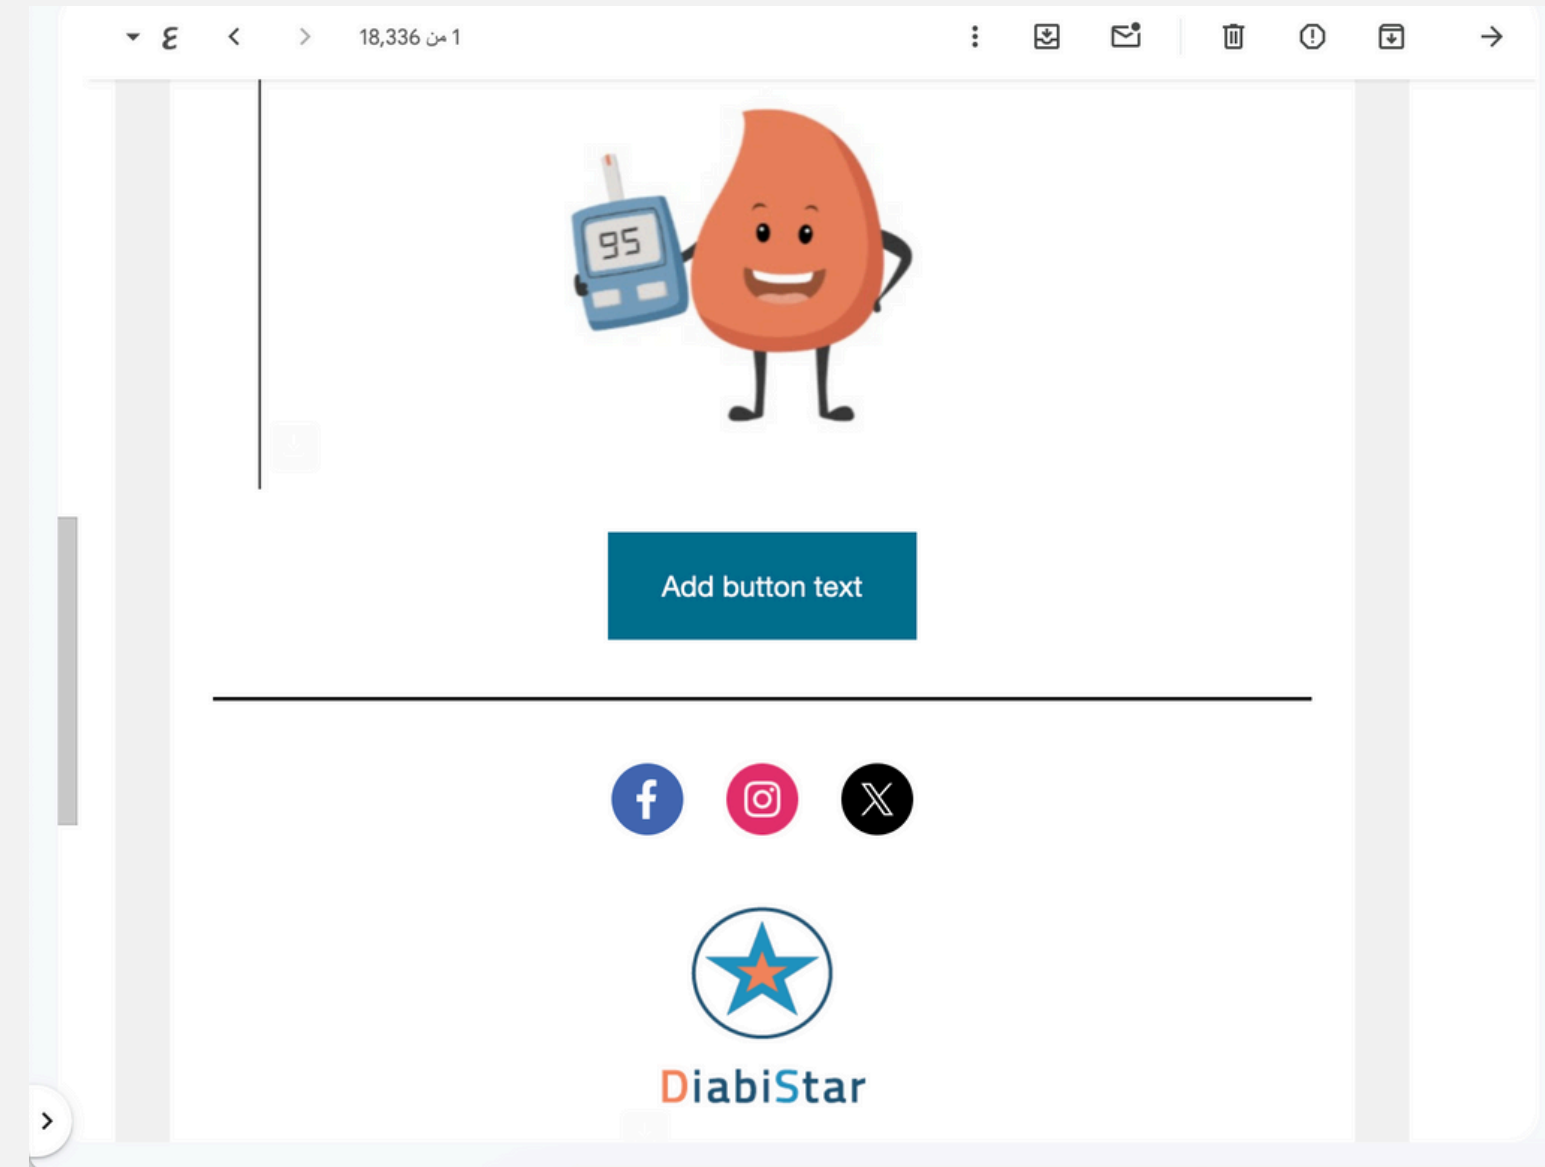 ع
1 من 18,336
95
Add button text
DiabiStar